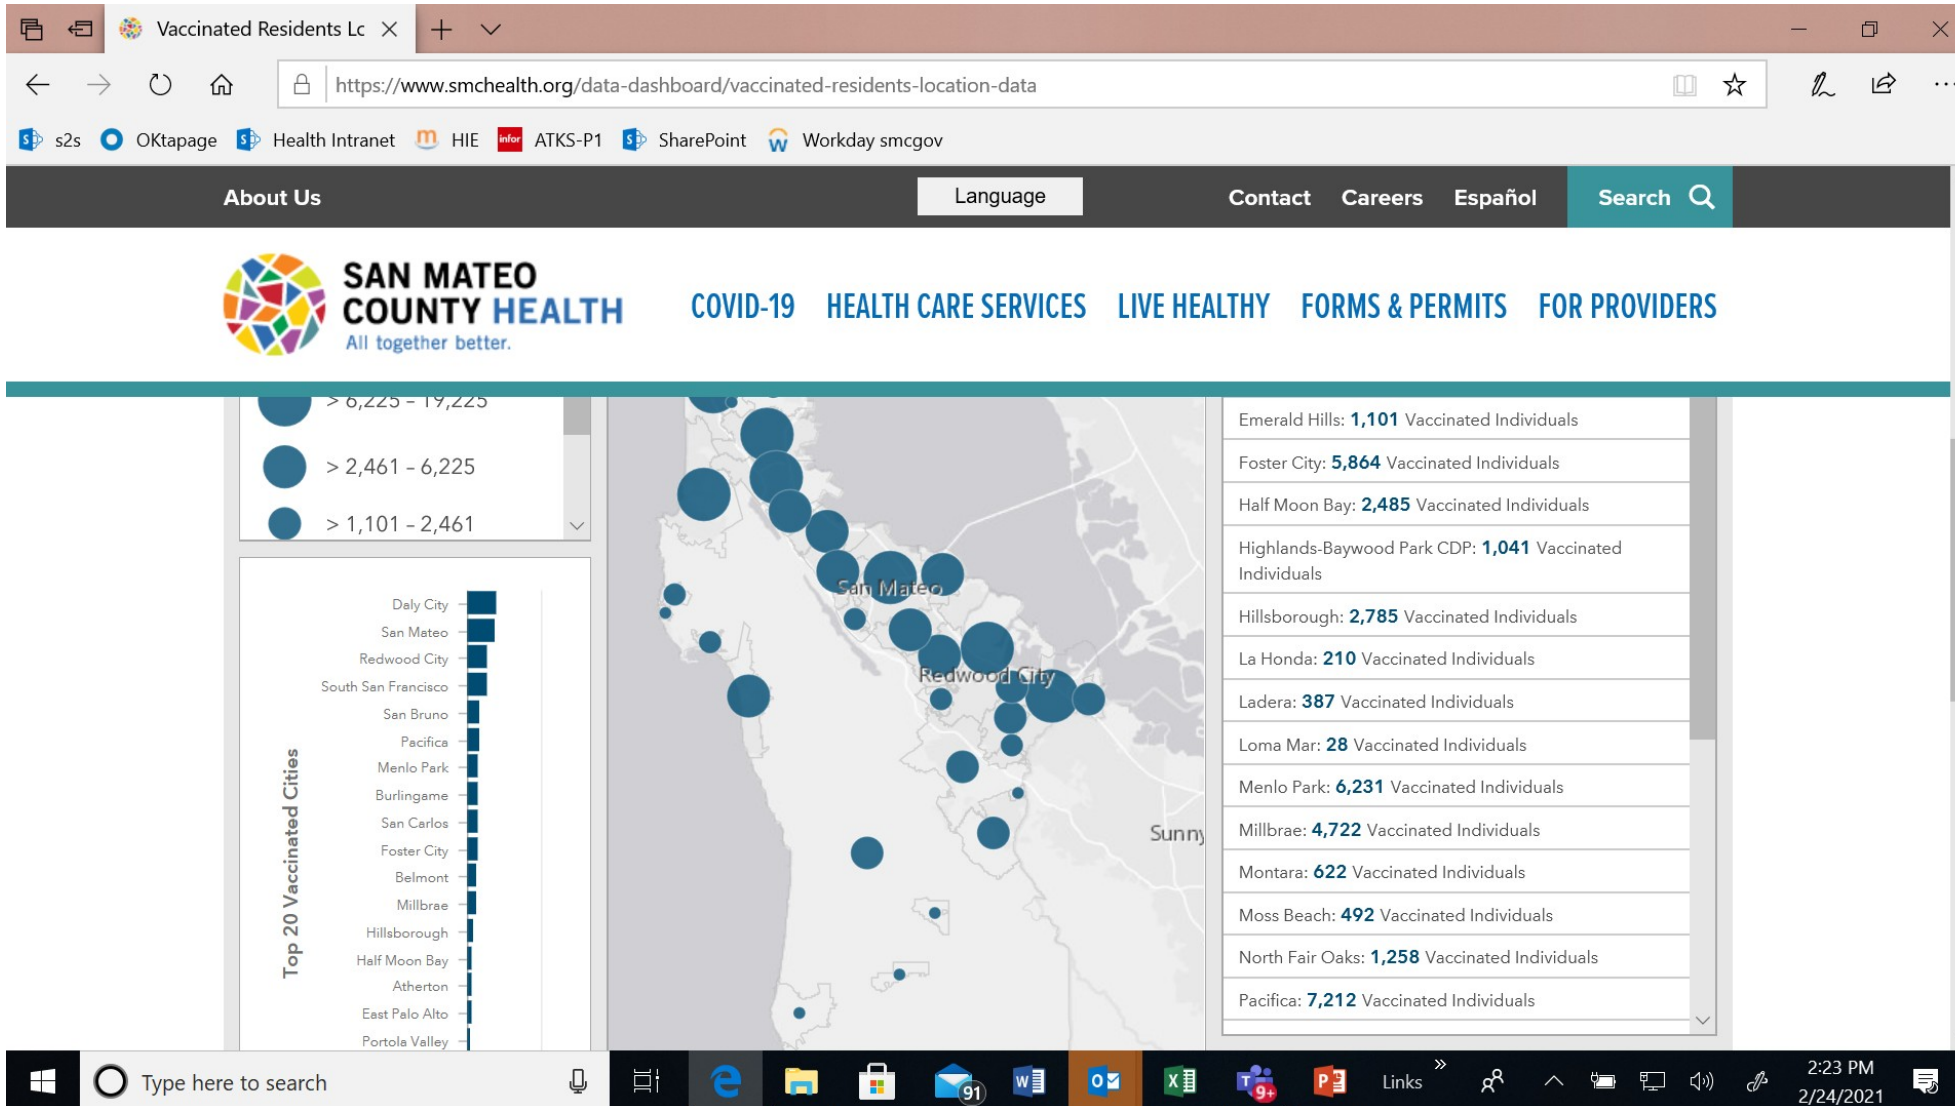 Vaccinated Residents Lc
https://www.smchealth.org/data-dashboard/vaccinated-residents-location-data
s2s OKtapage Health Intranet HIE infor ATKS-P1 SharePoint Workday smcgov
About Us Language Contact Careers Español Search
SAN MATEO
COUNTY HEALTH
All together better.
COVID-19 HEALTH CARE SERVICES LIVE HEALTHY FORMS & PERMITS FOR PROVIDERS
> 6,225 – 19,225
> 2,461 – 6,225
> 1,101 – 2,461
Top 20 Vaccinated Cities
Daly City
San Mateo
Redwood City
South San Francisco
San Bruno
Pacifica
Menlo Park
Burlingame
San Carlos
Foster City
Belmont
Millbrae
Hillsborough
Half Moon Bay
Atherton
East Palo Alto
Portola Valley
San Mateo
Redwood City
Sunny
Emerald Hills: 1,101 Vaccinated Individuals
Foster City: 5,864 Vaccinated Individuals
Half Moon Bay: 2,485 Vaccinated Individuals
Highlands-Baywood Park CDP: 1,041 Vaccinated
Individuals
Hillsborough: 2,785 Vaccinated Individuals
La Honda: 210 Vaccinated Individuals
Ladera: 387 Vaccinated Individuals
Loma Mar: 28 Vaccinated Individuals
Menlo Park: 6,231 Vaccinated Individuals
Millbrae: 4,722 Vaccinated Individuals
Montara: 622 Vaccinated Individuals
Moss Beach: 492 Vaccinated Individuals
North Fair Oaks: 1,258 Vaccinated Individuals
Pacifica: 7,212 Vaccinated Individuals
Type here to search
91
9+
Links
2:23 PM
2/24/2021